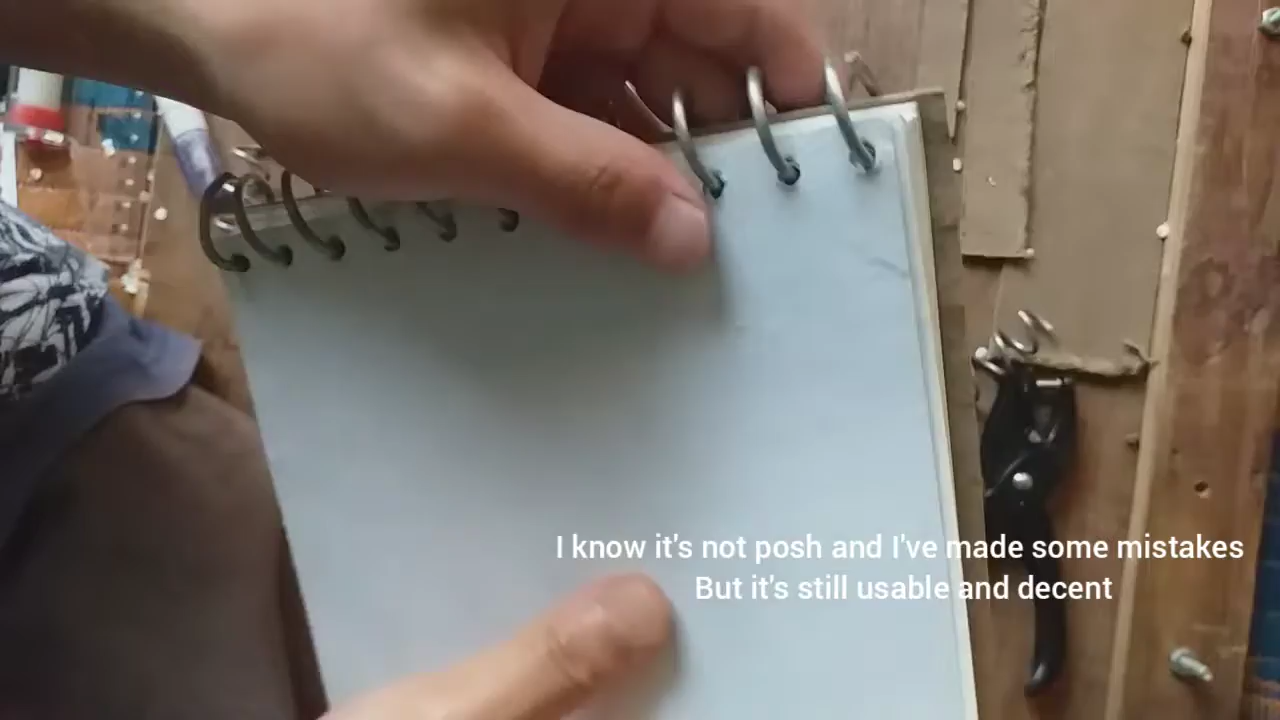 I know it's not posh and I've made some mistakes
But it's still usable and decent